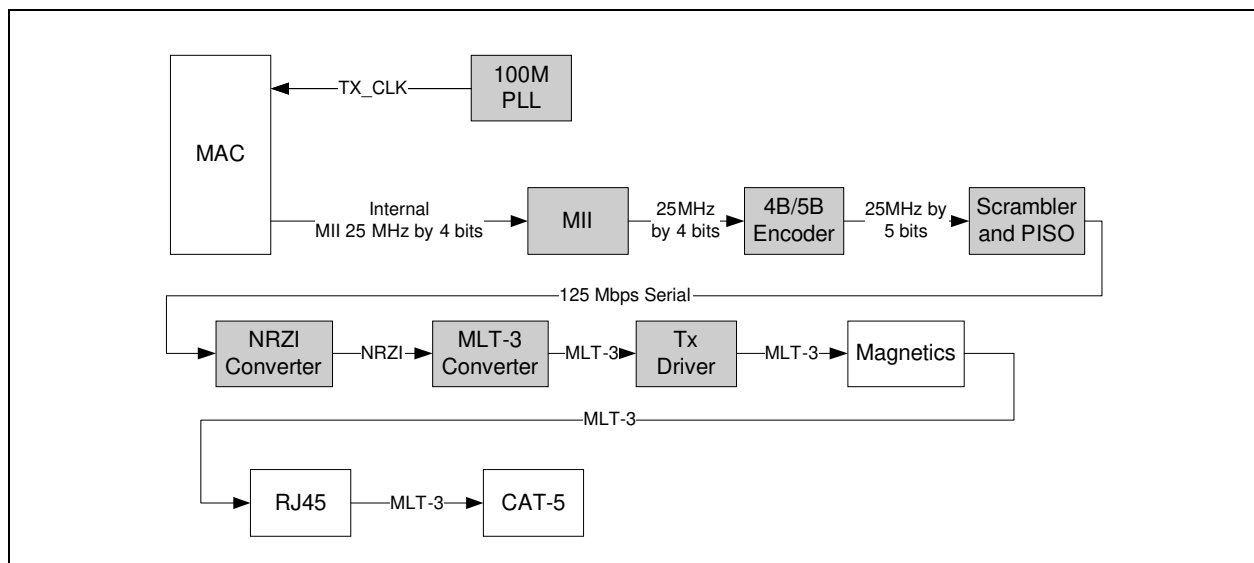 100M
PLL
TX_CLK
MAC
Internal
MII 25 MHz by 4 bits
MII
25MHz
by 4 bits
4B/5B
Encoder
25MHz by
5 bits
Scrambler
and PISO
125 Mbps Serial
NRZI
Converter
NRZI
MLT-3
Converter
MLT-3
Tx
Driver
MLT-3
Magnetics
MLT-3
RJ45
MLT-3
CAT-5